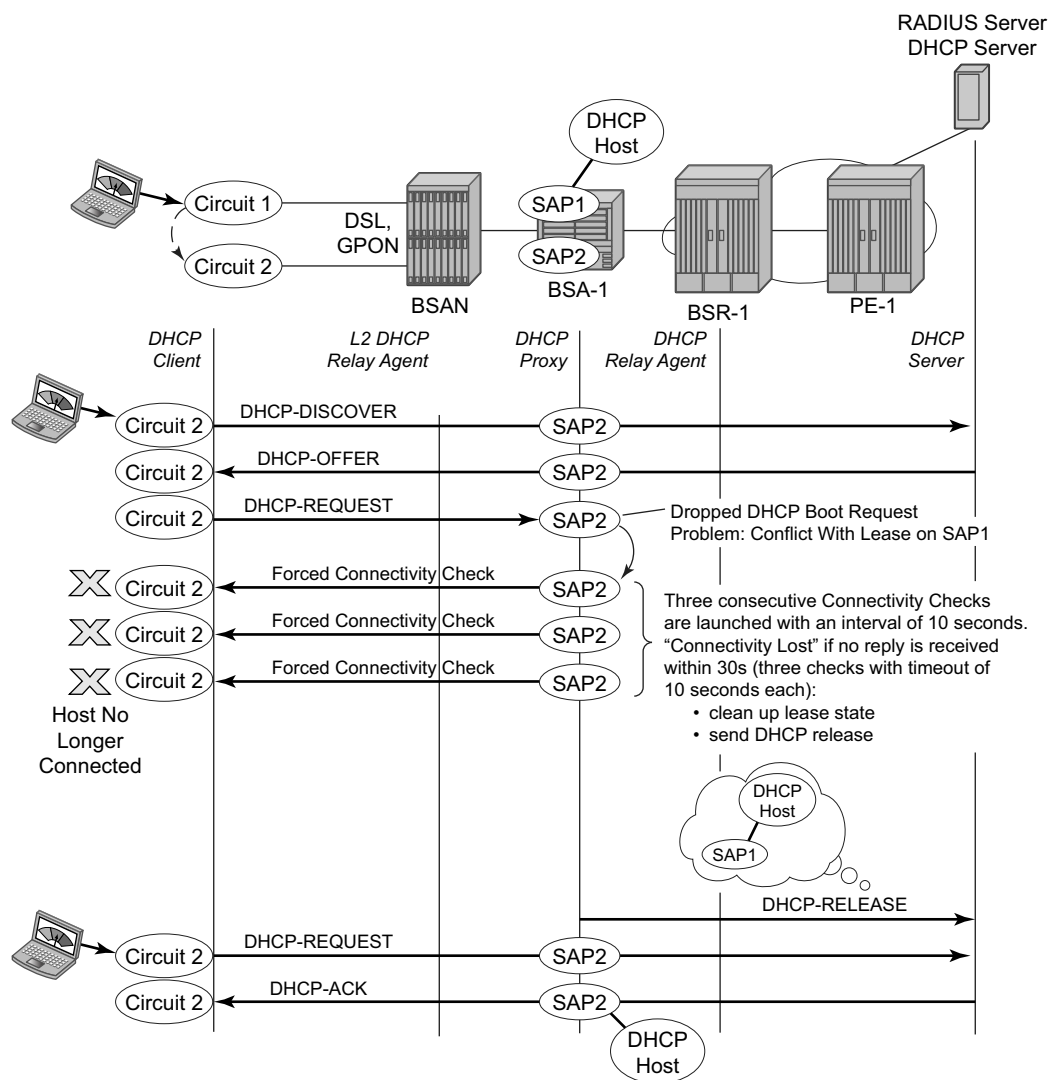 RADIUS Server
DHCP Server
DHCP
Host
Circuit 1
SAP1
DSL,
GPON
Circuit 2
SAP2
BSAN
BSA-1
BSR-1
PE-1
DHCP
Client
L2 DHCP
Relay Agent
DHCP
Proxy
DHCP
Relay Agent
DHCP
Server
Circuit 2
DHCP-DISCOVER
SAP2
Circuit 2
DHCP-OFFER
SAP2
Circuit 2
DHCP-REQUEST
SAP2
Dropped DHCP Boot Request
Problem: Conflict With Lease on SAP1
Circuit 2
Forced Connectivity Check
SAP2
Circuit 2
Forced Connectivity Check
SAP2
Circuit 2
Forced Connectivity Check
SAP2
Three consecutive Connectivity Checks
are launched with an interval of 10 seconds.
“Connectivity Lost” if no reply is received
within 30s (three checks with timeout of
10 seconds each):
• clean up lease state
• send DHCP release
Host No
Longer
Connected
DHCP
Host
SAP1
DHCP-RELEASE
Circuit 2
DHCP-REQUEST
SAP2
Circuit 2
DHCP-ACK
SAP2
DHCP
Host